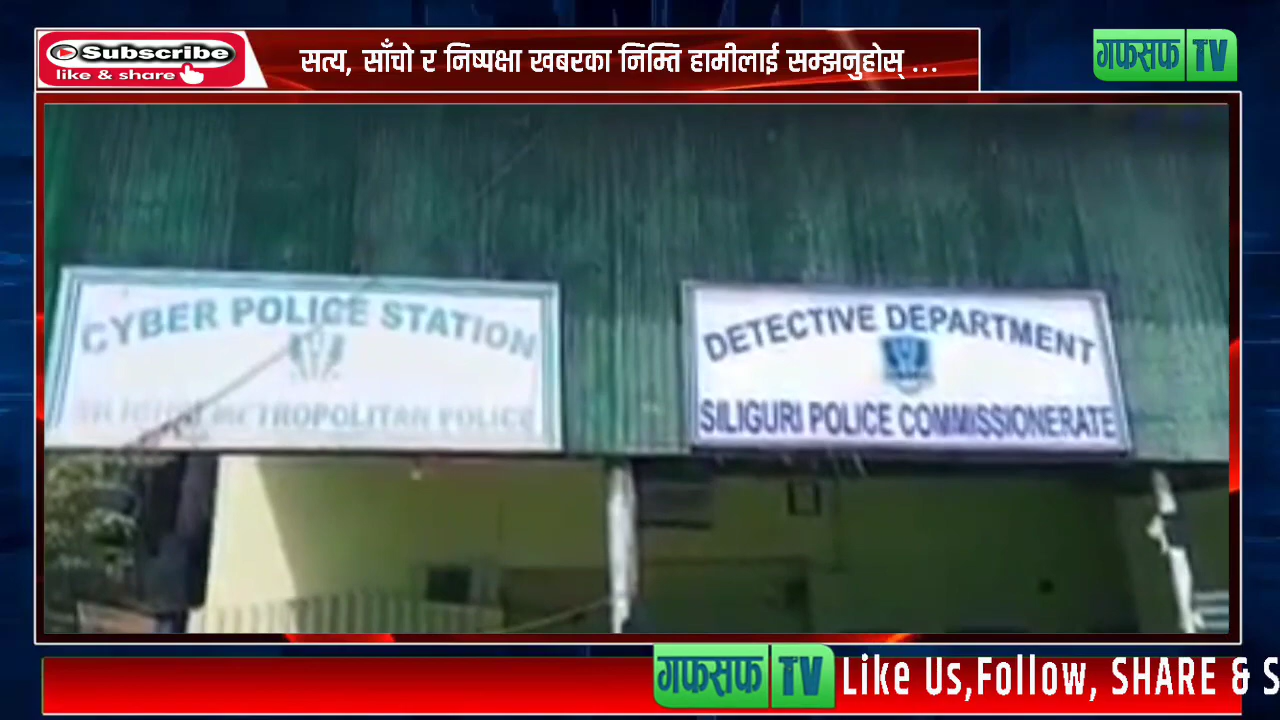 Subscribe
like & share
सत्य, साँचो र निष्पक्षा खबरका निम्ति हामीलाई सम्झनुहोस् ...
गफसफ TV
CYBER POLICE STATION
SILIGURI METROPOLITAN POLICE
DETECTIVE DEPARTMENT
SILIGURI POLICE COMMISSIONERATE
गफसफ TV Like Us,Follow, SHARE & S